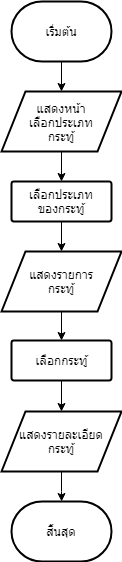 เริ่มต้น
แสดงหน้า
เลือกประเภท
กระทู้
เลือกประเภท
ของกระทู้
แสดงรายการ
กระทู้
เลือกกระทู้
แสดงรายละเอียด
กระทู้
สิ้นสุด